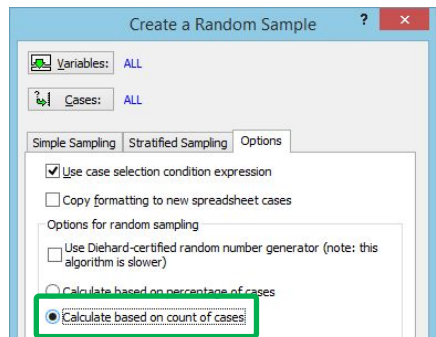 Create a Random Sample ? ×
Variables: ALL
Cases: ALL
Simple Sampling Stratified Sampling Options
Use case selection condition expression
Copy formatting to new spreadsheet cases
Options for random sampling
Use Diehard-certified random number generator (note: this
algorithm is slower)
Calculate based on percentage of cases
Calculate based on count of cases